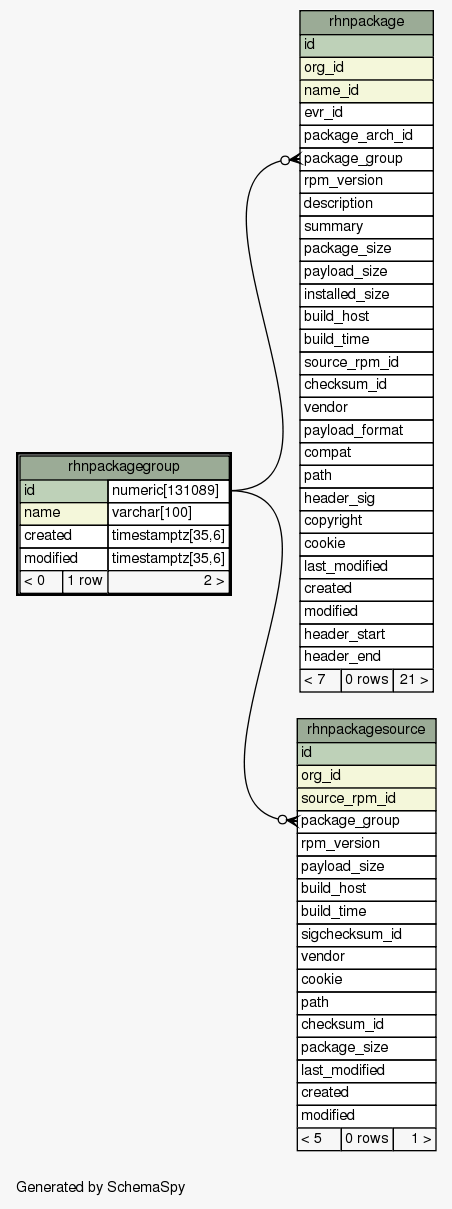 rhnpackage
id
org_id
name_id
evr_id
package_arch_id
package_group
rpm_version
description
summary
package_size
payload_size
installed_size
build_host
build_time
source_rpm_id
checksum_id
vendor
payload_format
compat
path
header_sig
copyright
cookie
last_modified
created
modified
header_start
header_end
< 7 0 rows 21 >
rhnpackagegroup
id numeric[131089]
name varchar[100]
created timestamptz[35,6]
modified timestamptz[35,6]
< 0 1 row 2 >
rhnpackagesource
id
org_id
source_rpm_id
package_group
rpm_version
payload_size
build_host
build_time
sigchecksum_id
vendor
cookie
path
checksum_id
package_size
last_modified
created
modified
< 5 0 rows 1 >
Generated by SchemaSpy